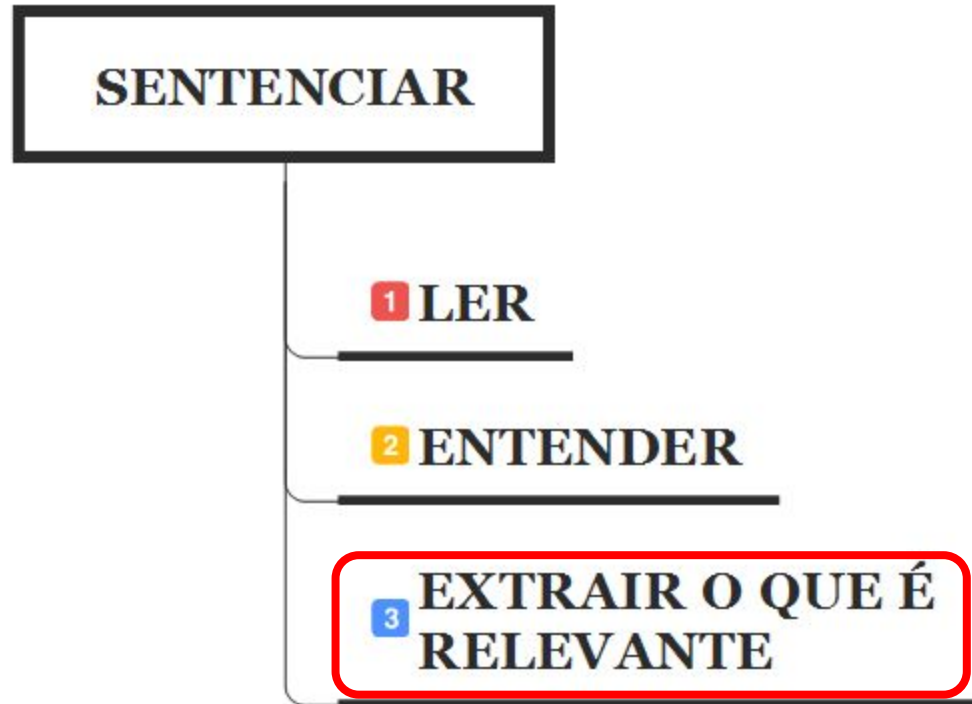 SENTENCIAR
1 LER
2 ENTENDER
3 EXTRAIR O QUE É
RELEVANTE